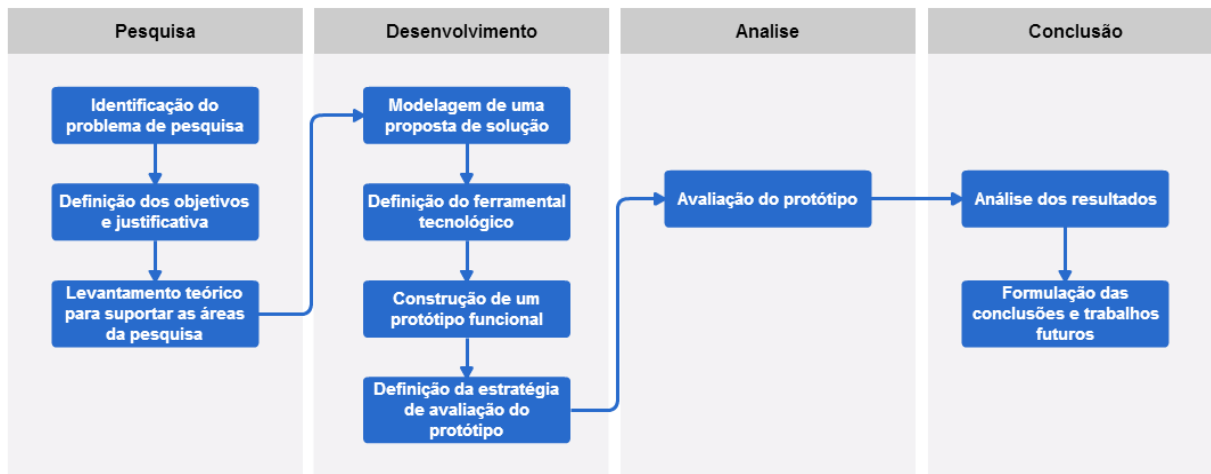 Pesquisa
Identificação do
problema de pesquisa
Definição dos objetivos
e justificativa
Levantamento teórico
para suportar as áreas
da pesquisa
Desenvolvimento
Modelagem de uma
proposta de solução
Definição do ferramental
tecnológico
Construção de um
protótipo funcional
Definição da estratégia
de avaliação do
protótipo
Analise
Avaliação do protótipo
Conclusão
Análise dos resultados
Formulação das
conclusões e trabalhos
futuros